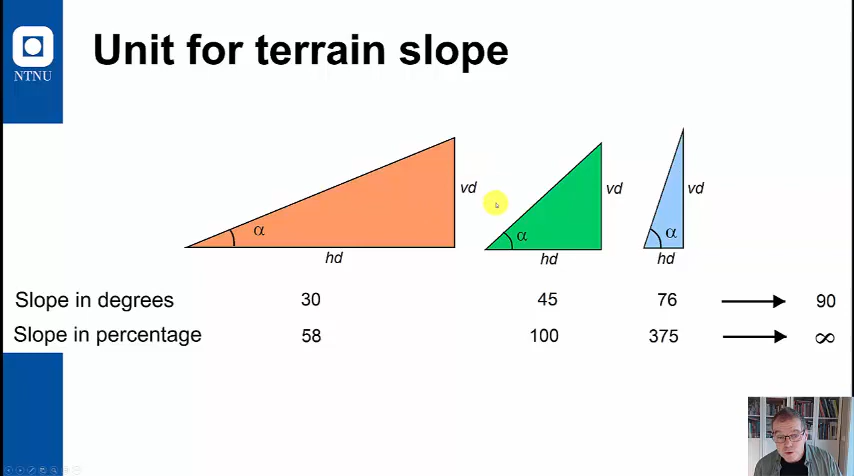 Unit for terrain slope
NTNU
vd
vd
vd
α
α
α
hd
hd
hd
Slope in degrees 30 45 76 90
Slope in percentage 58 100 375 ∞